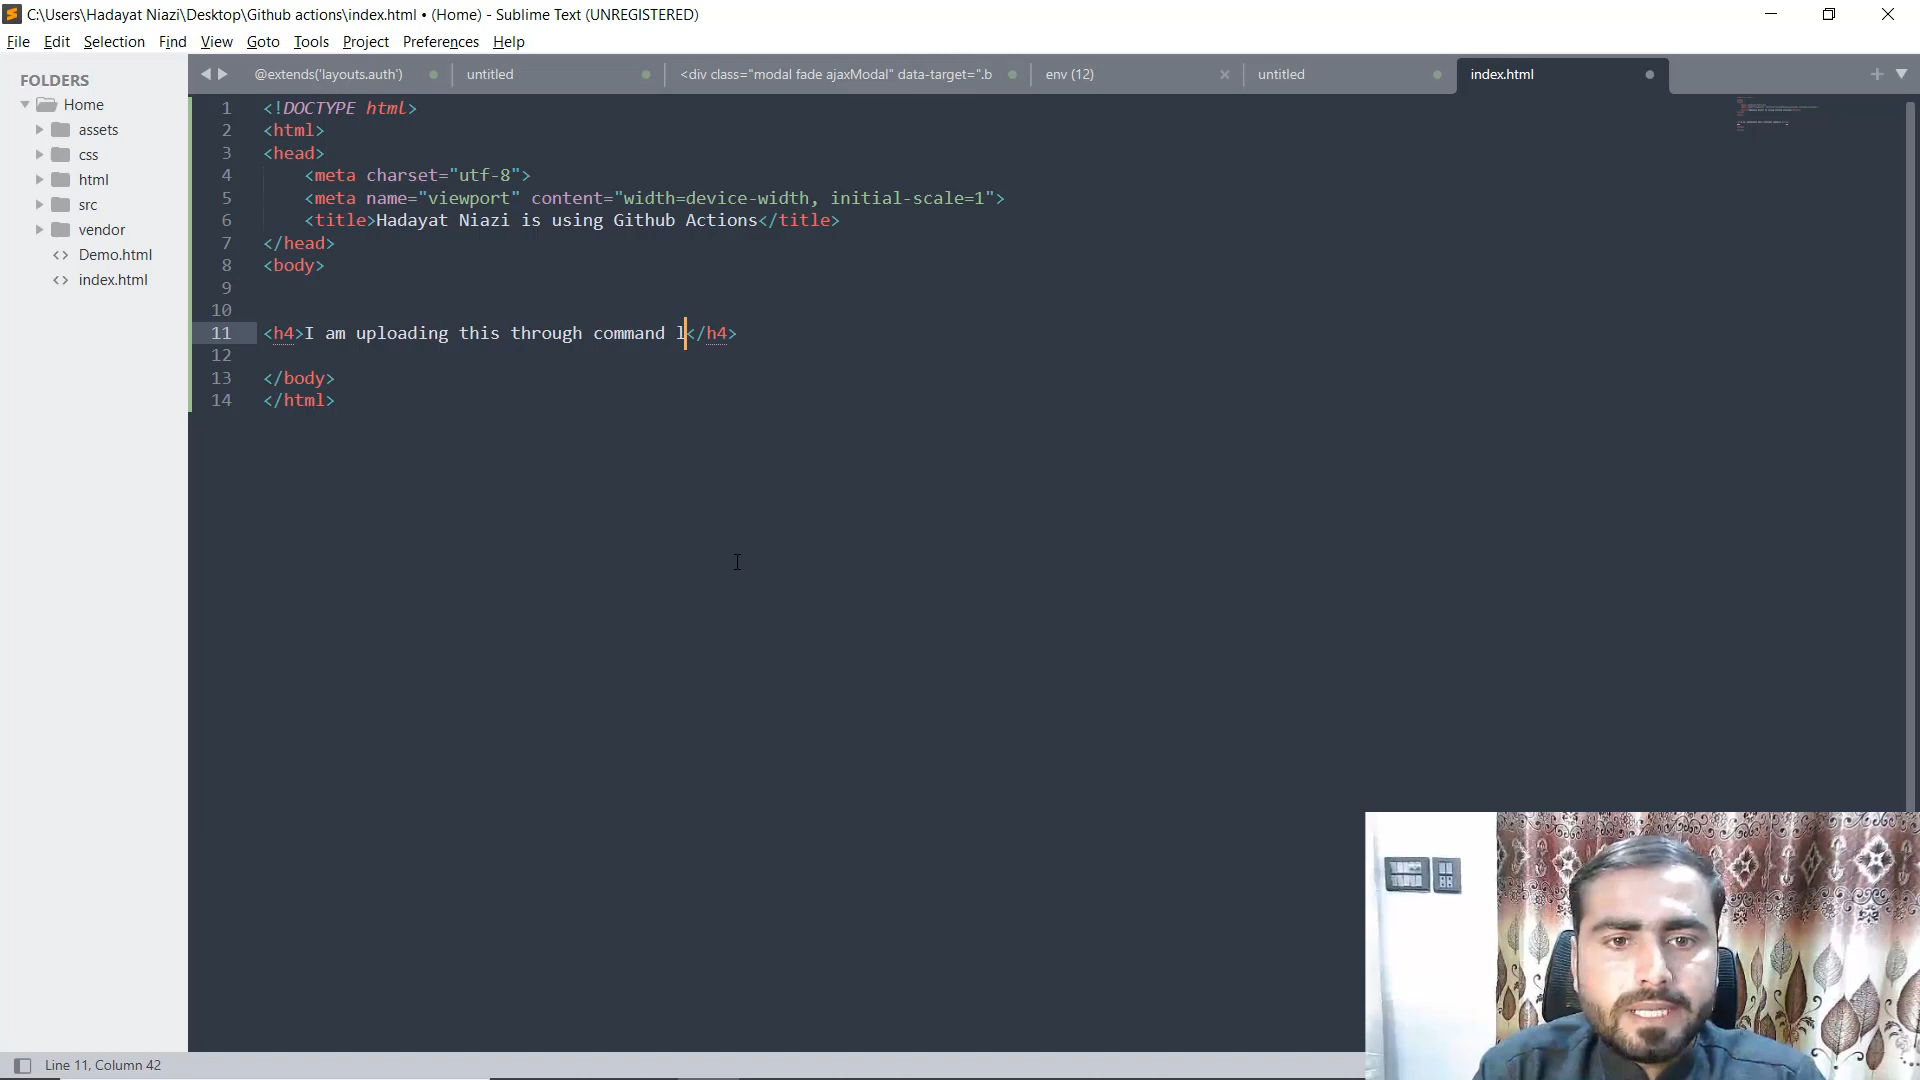 C:\Users\Hadayat Niazi\Desktop\Github actions\index.html • (Home) - Sublime Text (UNREGISTERED)
File Edit Selection Find View Goto Tools Project Preferences Help
@extends('layouts.auth') untitled <div class="modal fade ajaxModal" data-target=".b env (12) untitled index.html
FOLDERS
Home
assets
css
html
src
vendor
Demo.html
index.html
1 <!DOCTYPE html>
2 <html>
3 <head>
4 <meta charset="utf-8">
5 <meta name="viewport" content="width=device-width, initial-scale=1">
6 <title>Hadayat Niazi is using Github Actions</title>
7 </head>
8 <body>
9
10
11 <h4>I am uploading this through command l</h4>
12
13 </body>
14 </html>
Line 11, Column 42